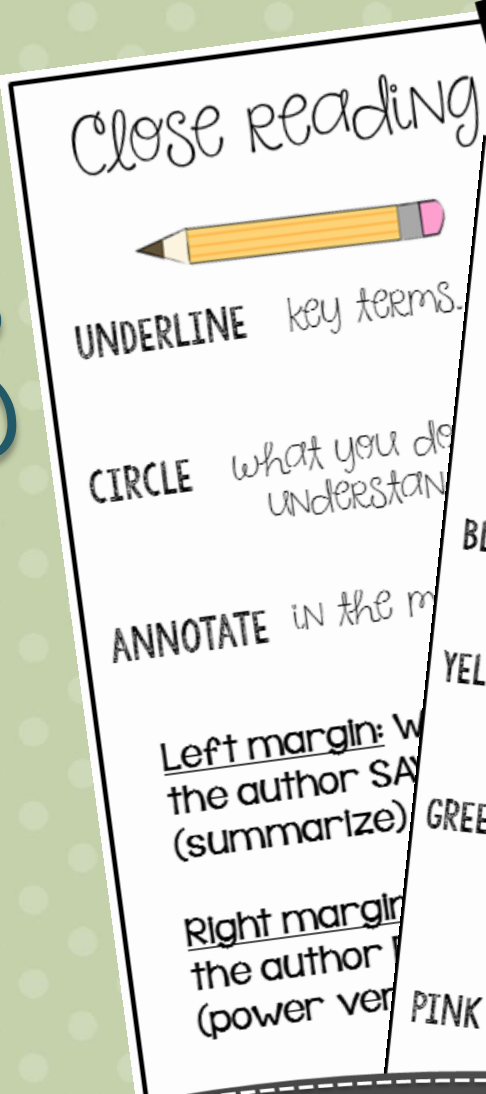 Close Reading
UNDERLINE key terms.
CIRCLE what you do
understan
ANNOTATE in the m
Left margin: W
the author SAY
(summarize)
Right margin
the author
(power ver
BL
YEL
GREE
PINK